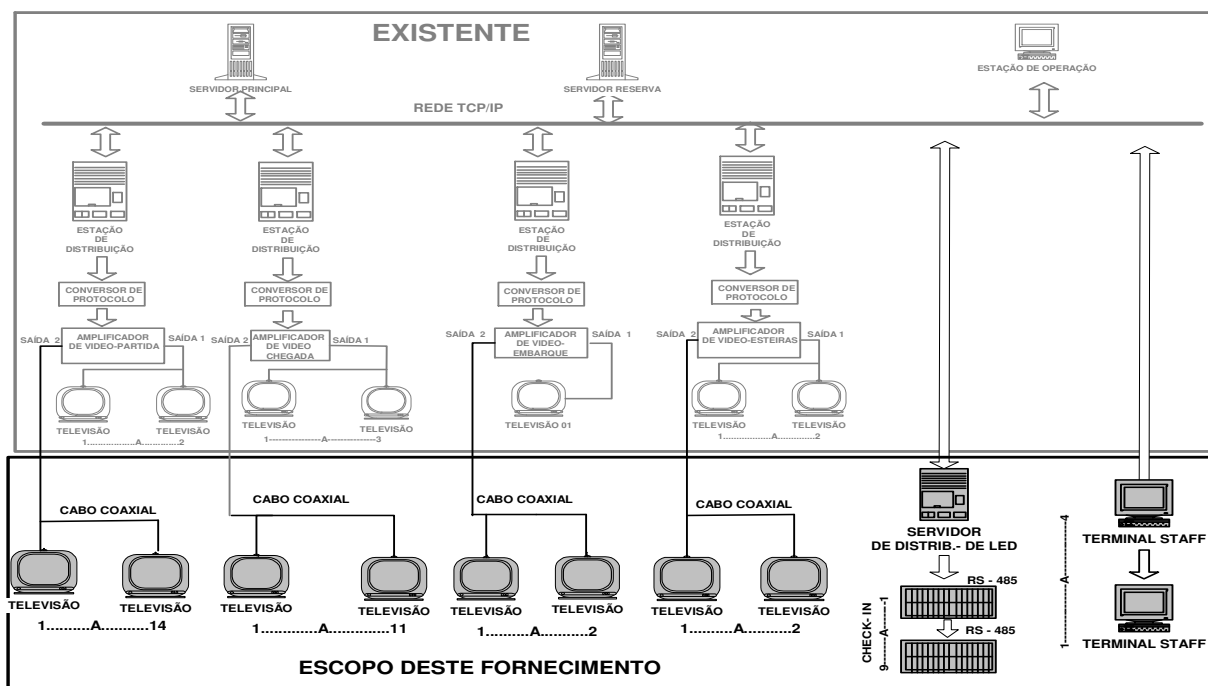 EXISTENTE
SERVIDOR PRINCIPAL
SERVIDOR RESERVA
ESTAÇÃO DE OPERAÇÃO
REDE TCP/IP
ESTAÇÃO
DE
DISTRIBUIÇÃO
ESTAÇÃO
DE
DISTRIBUIÇÃO
ESTAÇÃO
DE
DISTRIBUIÇÃO
ESTAÇÃO
DE
DISTRIBUIÇÃO
CONVERSOR DE
PROTOCOLO
CONVERSOR DE
PROTOCOLO
CONVERSOR DE
PROTOCOLO
CONVERSOR DE
PROTOCOLO
SAÍDA 2
AMPLIFICADOR
DE VIDEO-PARTIDA
SAÍDA 1
SAÍDA 2
AMPLIFICADOR
DE VIDEO
CHEGADA
SAÍDA 1
SAÍDA 2
AMPLIFICADOR
DE VIDEO-
EMBARQUE
SAÍDA 1
SAÍDA 2
AMPLIFICADOR
DE VIDEO-ESTEIRAS
SAÍDA 1
TELEVISÃO
TELEVISÃO
1..................A.............2
TELEVISÃO
TELEVISÃO
1-----------------A----------------3
TELEVISÃO 01
TELEVISÃO
TELEVISÃO
1..................A.............2
CABO COAXIAL
CABO COAXIAL
CABO COAXIAL
CABO COAXIAL
TELEVISÃO
TELEVISÃO
1..........A...........14
TELEVISÃO
TELEVISÃO
1.............A.............11
TELEVISÃO
TELEVISÃO
1..........A...........2
TELEVISÃO
TELEVISÃO
1..........A...........2
SERVIDOR
DE DISTRIB.- DE LED
RS - 485
RS - 485
CHECK- IN
9--------A---------1
1----------A----------4
TERMINAL STAFF
TERMINAL STAFF
ESCOPO DESTE FORNECIMENTO